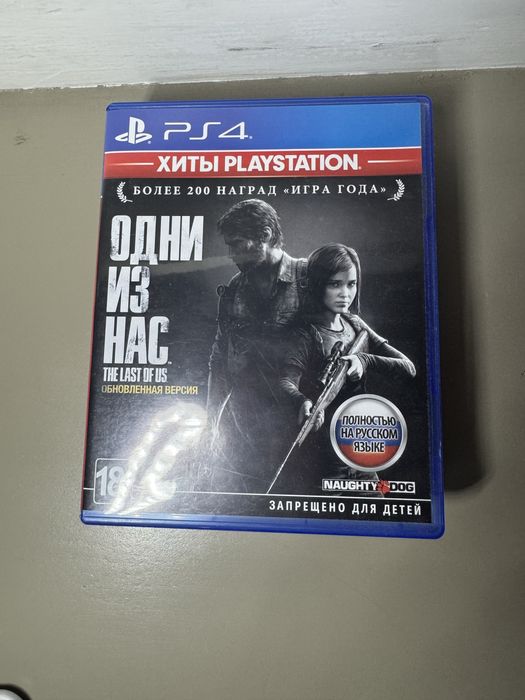 PS4
ХИТЫ PLAYSTATION
БОЛЕЕ 200 НАГРАД «ИГРА ГОДА»
ОДНИ
ИЗ
НАС
THE LAST OF US
ОБНОВЛЕННАЯ ВЕРСИЯ
ПОЛНОСТЬЮ
НА РУССКОМ
ЯЗЫКЕ
18
NAUGHTY DOG
ЗАПРЕЩЕНО ДЛЯ ДЕТЕЙ